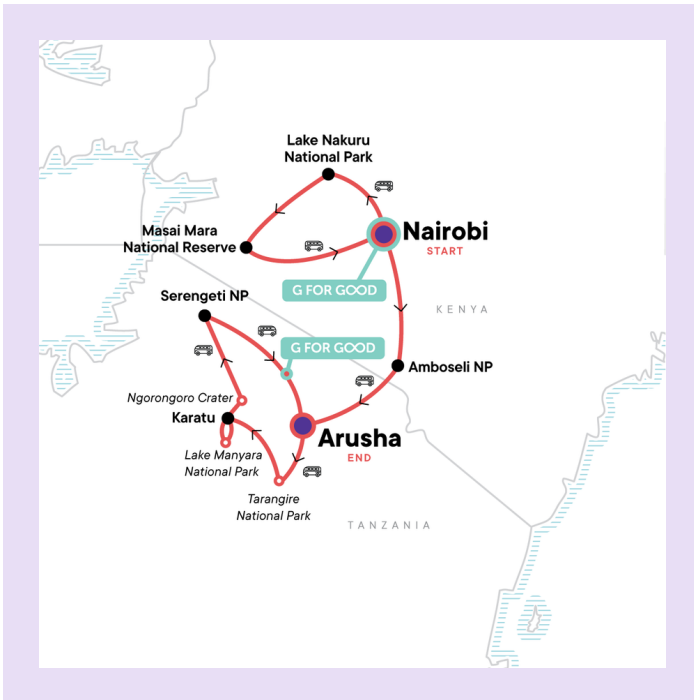 Lake Nakuru
National Park
Nairobi
START
Masai Mara
National Reserve
G FOR GOOD
Serengeti NP
KENYA
G FOR GOOD
Amboseli NP
Ngorongoro Crater
Karatu
Arusha
END
Lake Manyara
National Park
Tarangire
National Park
TANZANIA